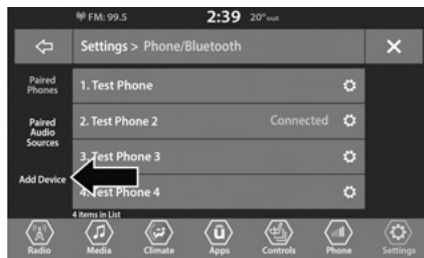 FM: 99.5 2:39 20° out
Settings > Phone/Bluetooth
Paired
Phones
1. Test Phone
Paired
Audio
Sources
2. Test Phone 2 Connected
3. Test Phone 3
Add Device
4. Test Phone 4
4 items in List
Radio Media Climate Apps Controls Phone Settings